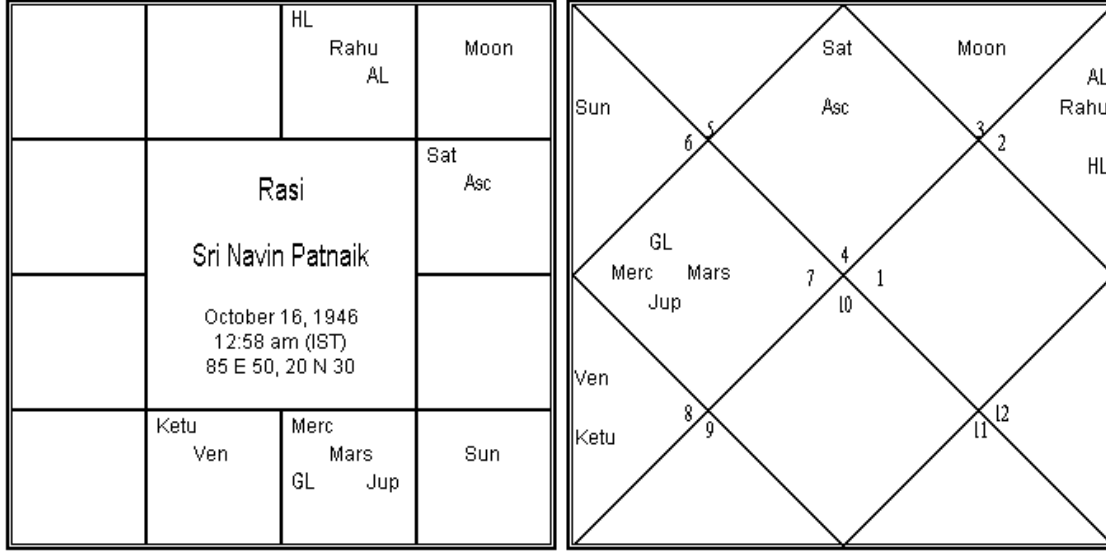 HL
Rahu
AL
Moon
Sat
Asc
Rasi
Sri Navin Patnaik
October 16, 1946
12:58 am (IST)
85 E 50, 20 N 30
Ketu
Ven
Merc
Mars
GL Jup
Sun
Sat
Moon
AL
Sun
Asc
Rahu
5
3
6
2
HL
GL
4
Merc Mars
7
1
Jup
10
Ven
8
12
9
11
Ketu